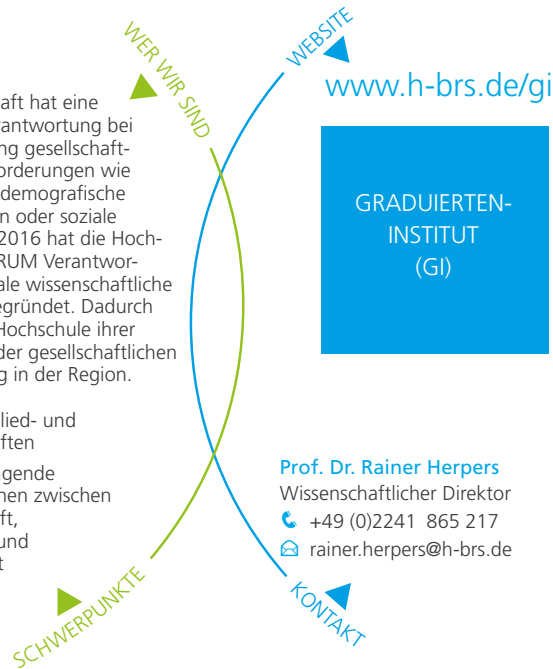 WER WIR SIND
aft hat eine
rantwortung bei
ng gesellschaft-
orderungen wie
demografische
n oder soziale
2016 hat die Hoch-
RUM Verantwor-
ale wissenschaftliche
egründet. Dadurch
Hochschule ihrer
der gesellschaftlichen
g in der Region.
lied- und
ften
gende
nen zwischen
ft,
und
t
SCHWERPUNKTE
WEBSITE
www.h-brs.de/gi
GRADUIERTEN-
INSTITUT
(GI)
Prof. Dr. Rainer Herpers
Wissenschaftlicher Direktor
+49 (0)2241 865 217
rainer.herpers@h-brs.de
KONTAKT